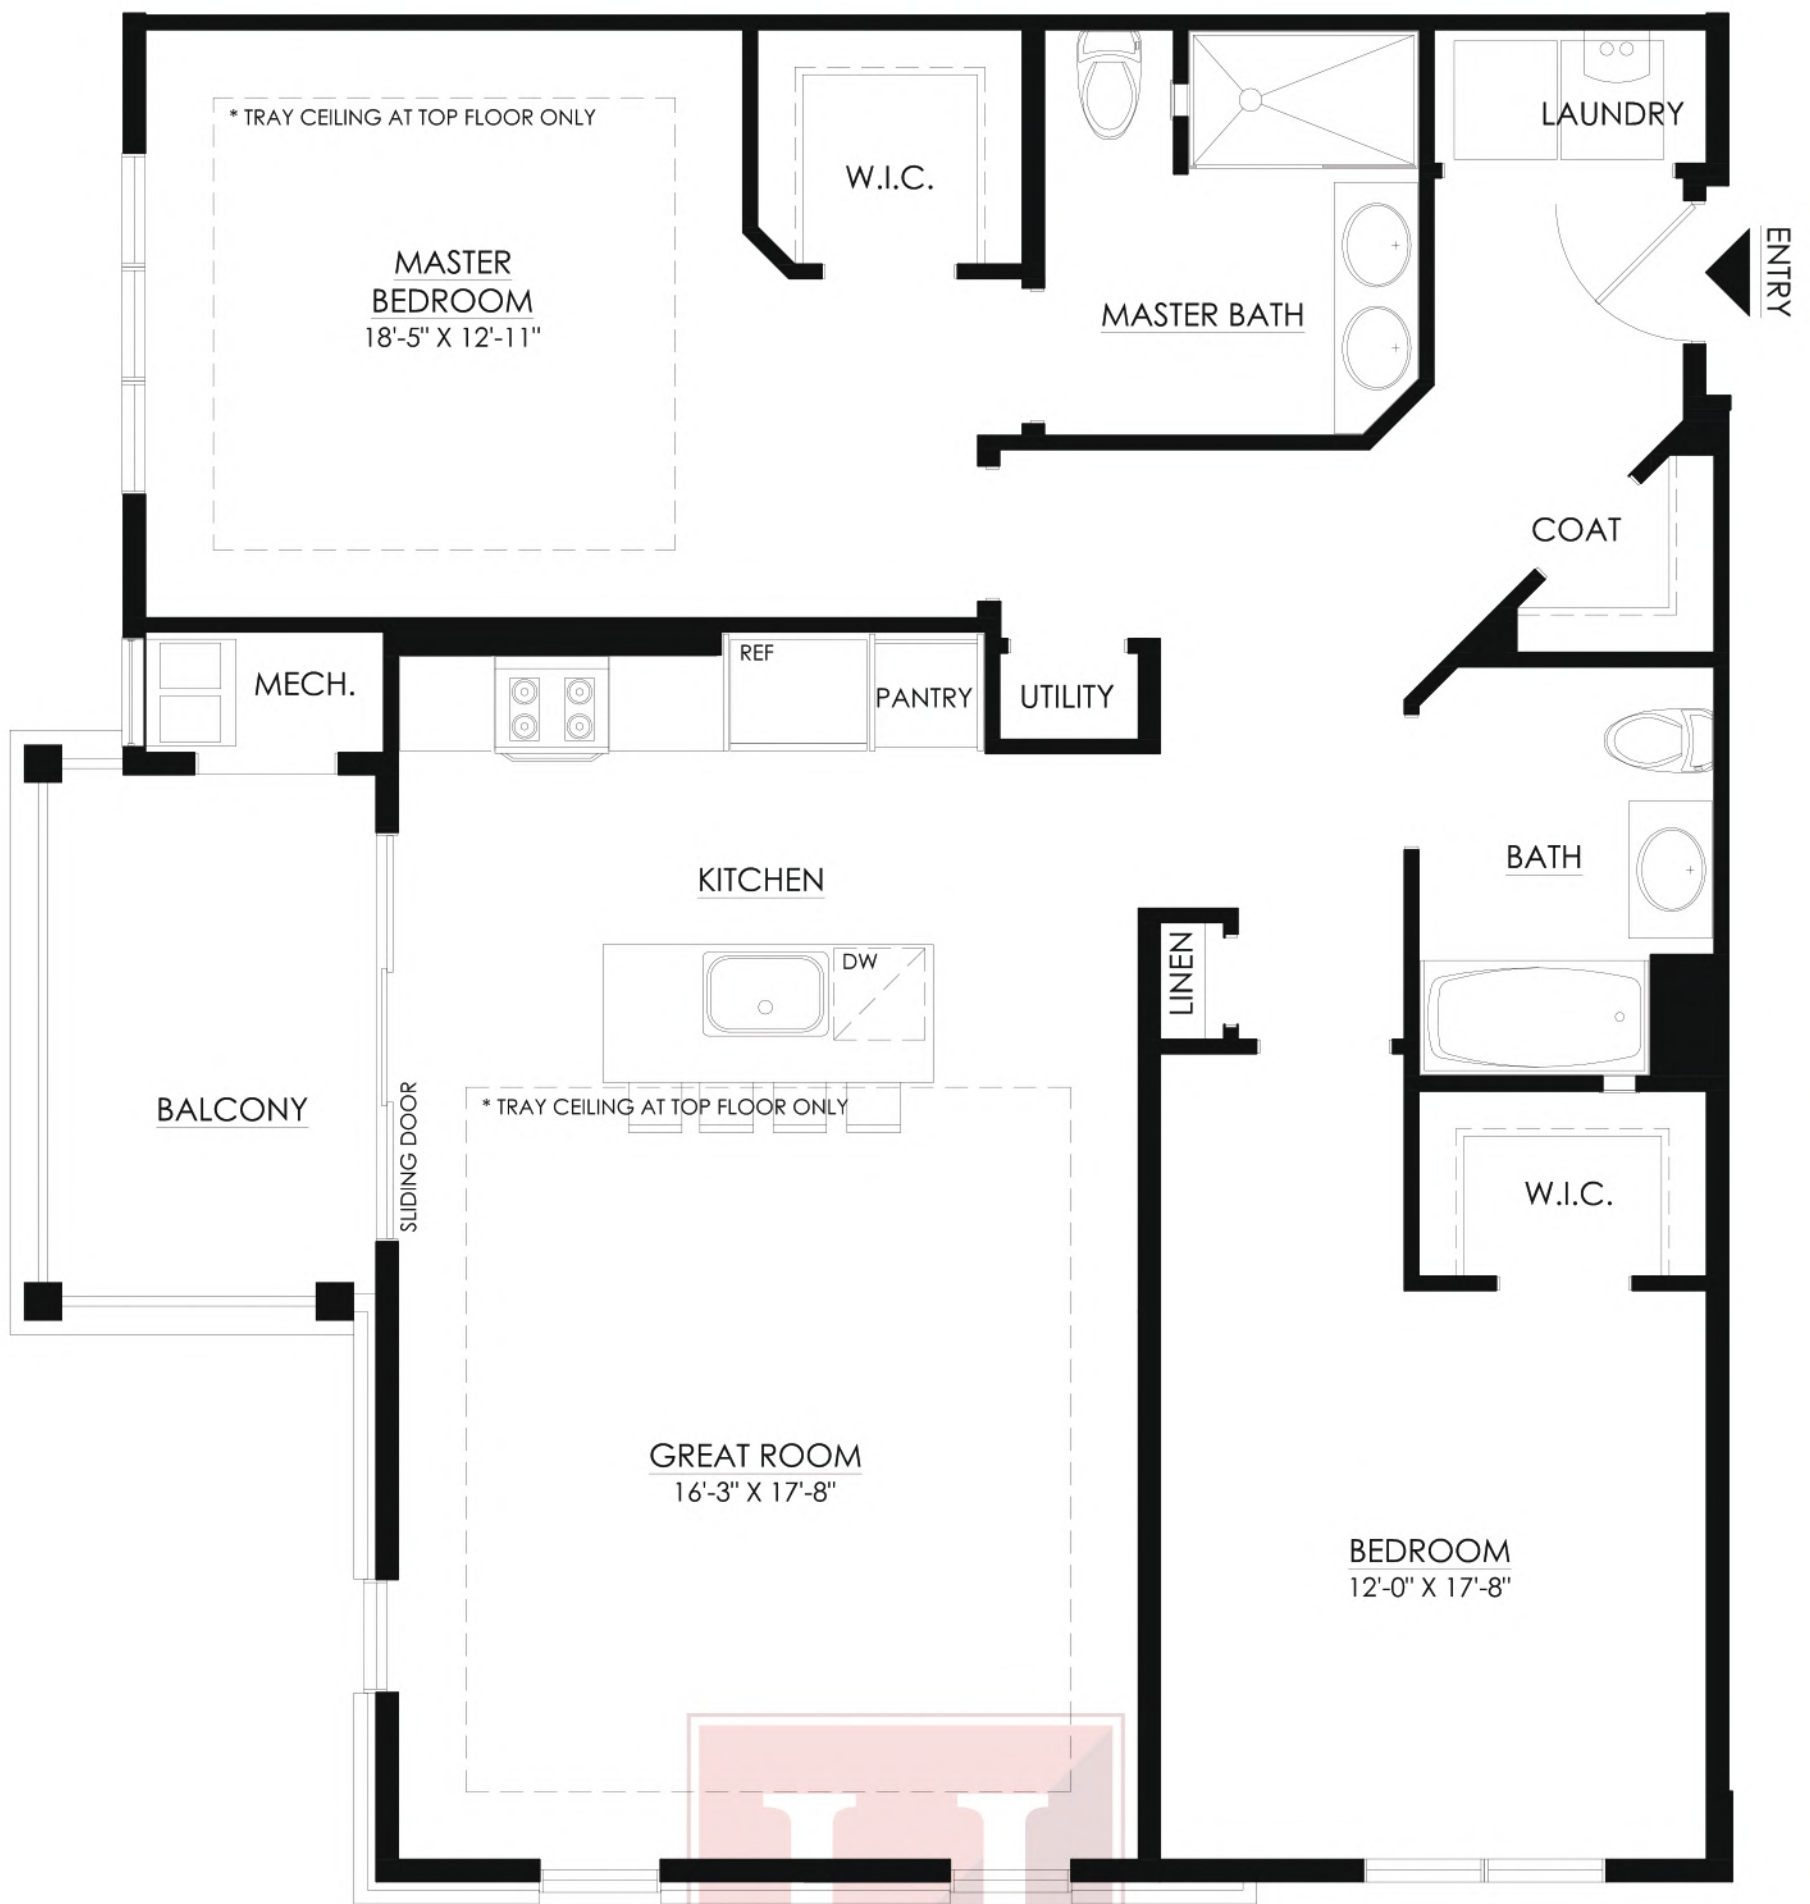 * TRAY CEILING AT TOP FLOOR ONLY
W.I.C.
LAUNDRY
MASTER
BEDROOM
18'-5" X 12'-11"
MASTER BATH
ENTRY
COAT
MECH.
REF
PANTRY
UTILITY
KITCHEN
BATH
DW
LINEN
BALCONY
SLIDING DOOR
* TRAY CEILING AT TOP FLOOR ONLY
W.I.C.
GREAT ROOM
16'-3" X 17'-8"
BEDROOM
12'-0" X 17'-8"